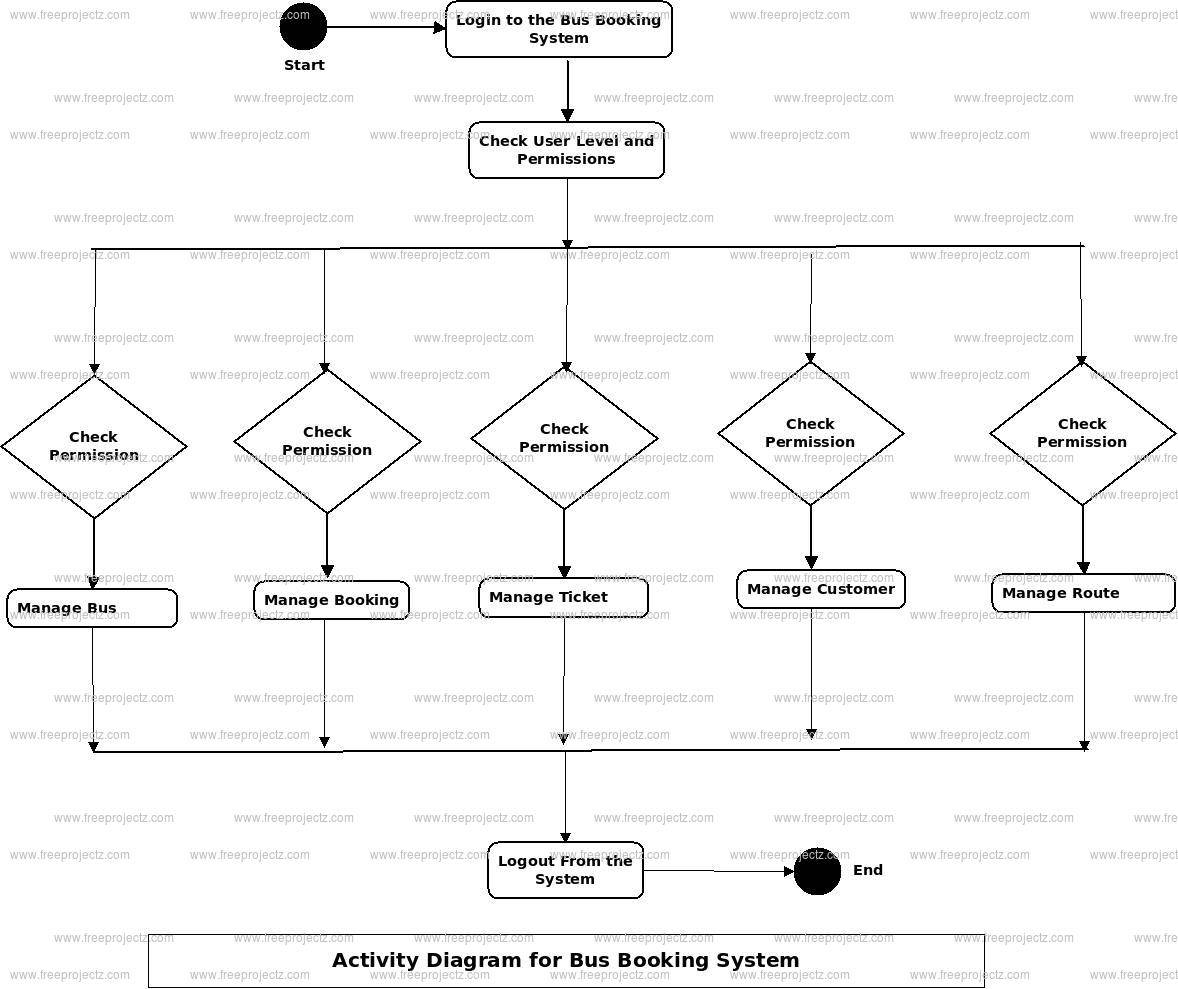 Login to the Bus Booking
System
Start
Check User Level and
Permissions
Check
Permission
Check
Permission
Check
Permission
Check
Permission
Check
Permission
Manage Bus
Manage Booking
Manage Ticket
Manage Customer
Manage Route
Logout From the
System
End
Activity Diagram for Bus Booking System
www.freeprojectz.com